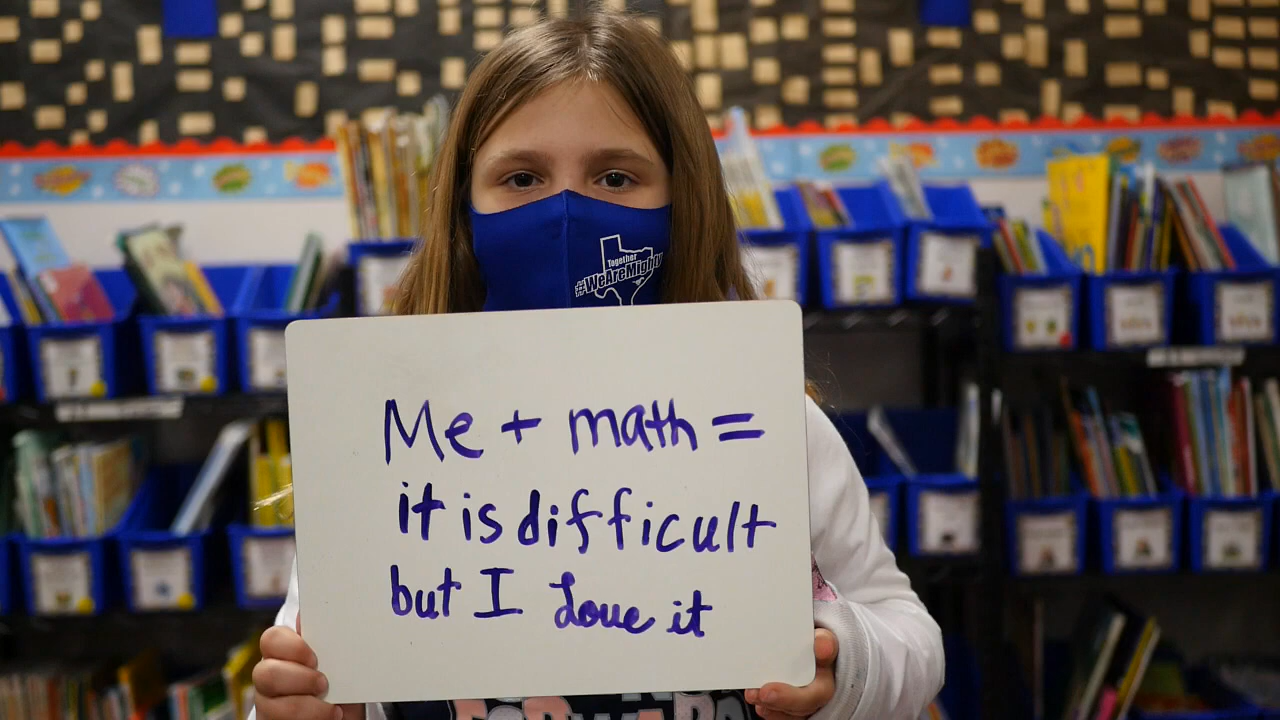 Together
#WeAreMighty
Me + math =
it is difficult
but I Love it